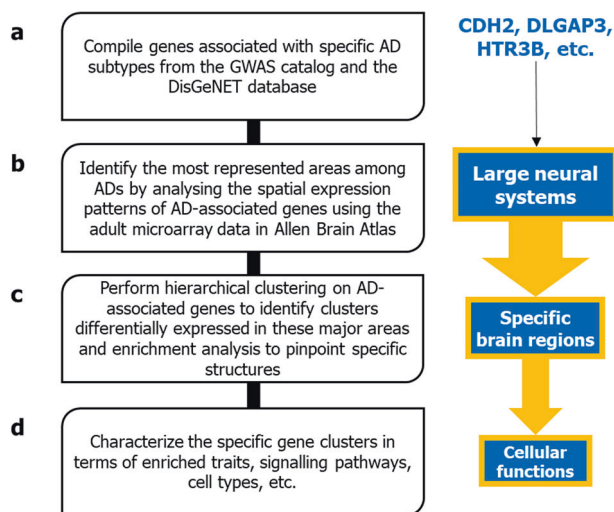 a
Compile genes associated with specific AD
subtypes from the GWAS catalog and the
DisGeNET database
CDH2, DLGAP3,
HTR3B, etc.
b
Identify the most represented areas among
ADs by analysing the spatial expression
patterns of AD-associated genes using the
adult microarray data in Allen Brain Atlas
Large neural
systems
c
Perform hierarchical clustering on AD-
associated genes to identify clusters
differentially expressed in these major areas
and enrichment analysis to pinpoint specific
structures
Specific
brain regions
d
Characterize the specific gene clusters in
terms of enriched traits, signalling pathways,
cell types, etc.
Cellular
functions